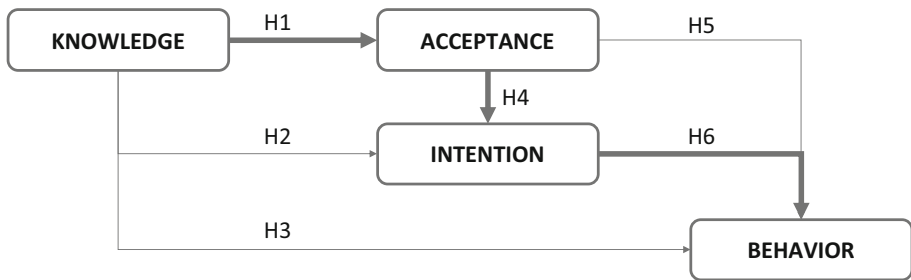 KNOWLEDGE H1 ACCEPTANCE H5
H4
H2 INTENTION H6
H3 BEHAVIOR